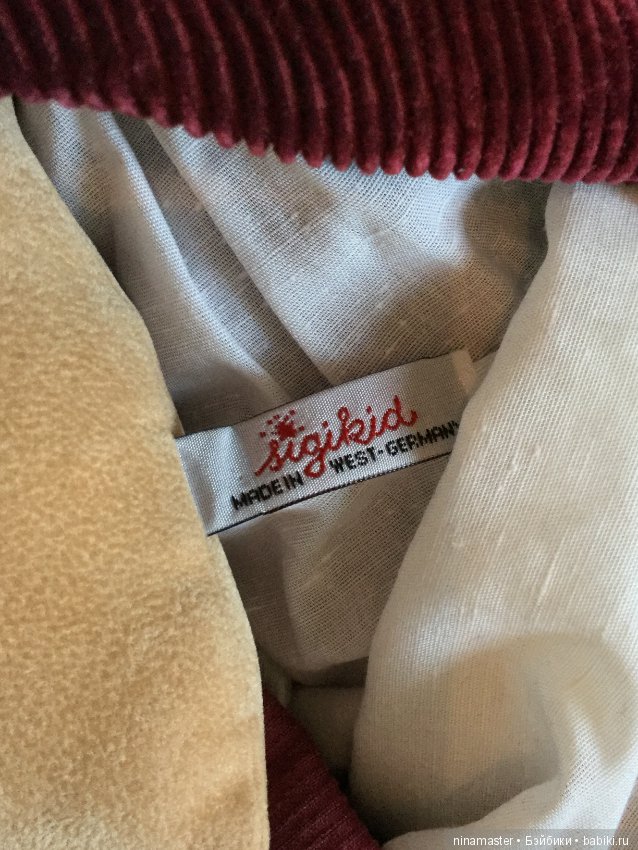 sigikid
MADE IN WEST-GERMANY
ninamaster • Бэйбики • babiki.ru